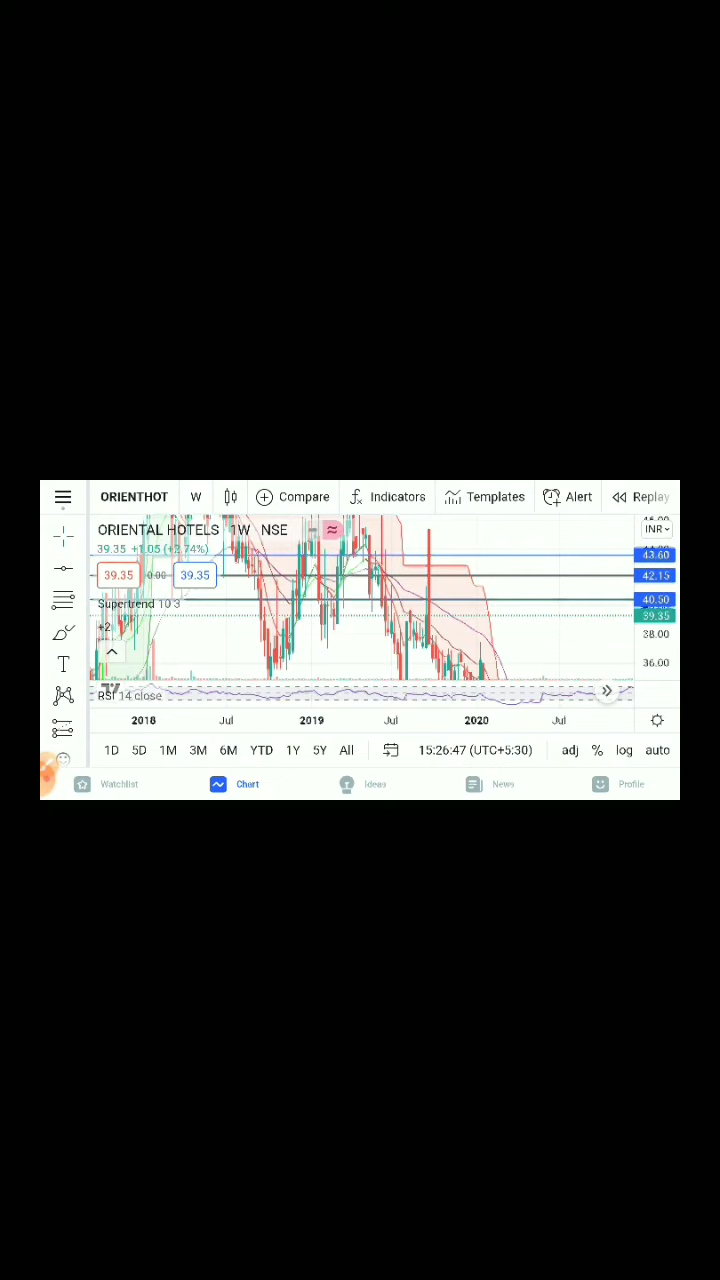 ORIENTHOT W Compare Indicators Templates Alert Replay
ORIENTAL HOTELS 1W NSE
INR
39.35 +1.05 (+2.74%)
43.60
39.35 0.00 39.35
42.15
Supertrend 10 3
40.50
39.35
+2
38.00
36.00
RSI 14 close
2018 Jul 2019 Jul 2020 Jul
1D 5D 1M 3M 6M YTD 1Y 5Y All 15:26:47 (UTC+5:30) adj % log auto
Watchlist Chart Ideas News Profile